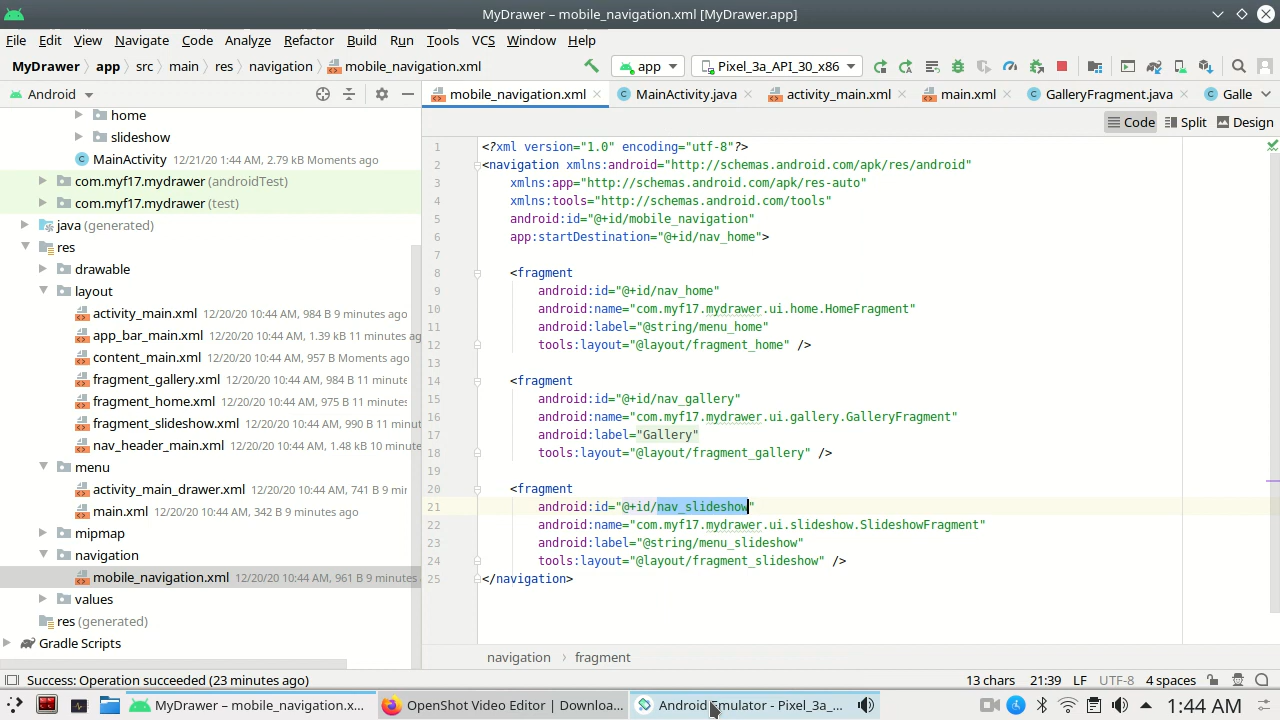 MyDrawer – mobile_navigation.xml [MyDrawer.app]
File Edit View Navigate Code Analyze Refactor Build Run Tools VCS Window Help
MyDrawer app src main res navigation mobile_navigation.xml app Pixel_3a_API_30_x86
Android mobile_navigation.xml MainActivity.java activity_main.xml main.xml GalleryFragment.java Galle
Code Split Design
home
slideshow
MainActivity 12/21/20 1:44 AM, 2.79 kB Moments ago
com.myf17.mydrawer (androidTest)
com.myf17.mydrawer (test)
java (generated)
res
drawable
layout
activity_main.xml 12/20/20 10:44 AM, 984 B 9 minutes ago
app_bar_main.xml 12/20/20 10:44 AM, 1.39 kB 11 minutes ag
content_main.xml 12/20/20 10:44 AM, 957 B Moments ago
fragment_gallery.xml 12/20/20 10:44 AM, 984 B 11 minute
fragment_home.xml 12/20/20 10:44 AM, 975 B 11 minutes
fragment_slideshow.xml 12/20/20 10:44 AM, 990 B 11 minut
nav_header_main.xml 12/20/20 10:44 AM, 1.48 kB 10 minute
menu
activity_main_drawer.xml 12/20/20 10:44 AM, 741 B 9 min
main.xml 12/20/20 10:44 AM, 342 B 9 minutes ago
mipmap
navigation
mobile_navigation.xml 12/20/20 10:44 AM, 961 B 9 minutes
values
res (generated)
Gradle Scripts
1 <?xml version="1.0" encoding="utf-8"?>
2 <navigation xmlns:android="http://schemas.android.com/apk/res/android"
3 xmlns:app="http://schemas.android.com/apk/res-auto"
4 xmlns:tools="http://schemas.android.com/tools"
5 android:id="@+id/mobile_navigation"
6 app:startDestination="@+id/nav_home">
7
8 <fragment
9 android:id="@+id/nav_home"
10 android:name="com.myf17.mydrawer.ui.home.HomeFragment"
11 android:label="@string/menu_home"
12 tools:layout="@layout/fragment_home" />
13
14 <fragment
15 android:id="@+id/nav_gallery"
16 android:name="com.myf17.mydrawer.ui.gallery.GalleryFragment"
17 android:label="Gallery"
18 tools:layout="@layout/fragment_gallery" />
19
20 <fragment
21 android:id="@+id/nav_slideshow"
22 android:name="com.myf17.mydrawer.ui.slideshow.SlideshowFragment"
23 android:label="@string/menu_slideshow"
24 tools:layout="@layout/fragment_slideshow" />
25 </navigation>
navigation fragment
Success: Operation succeeded (23 minutes ago) 13 chars 21:39 LF UTF-8 4 spaces
MyDrawer – mobile_navigation.x... OpenShot Video Editor | Downloa... Android Emulator - Pixel_3a_... 1:44 AM